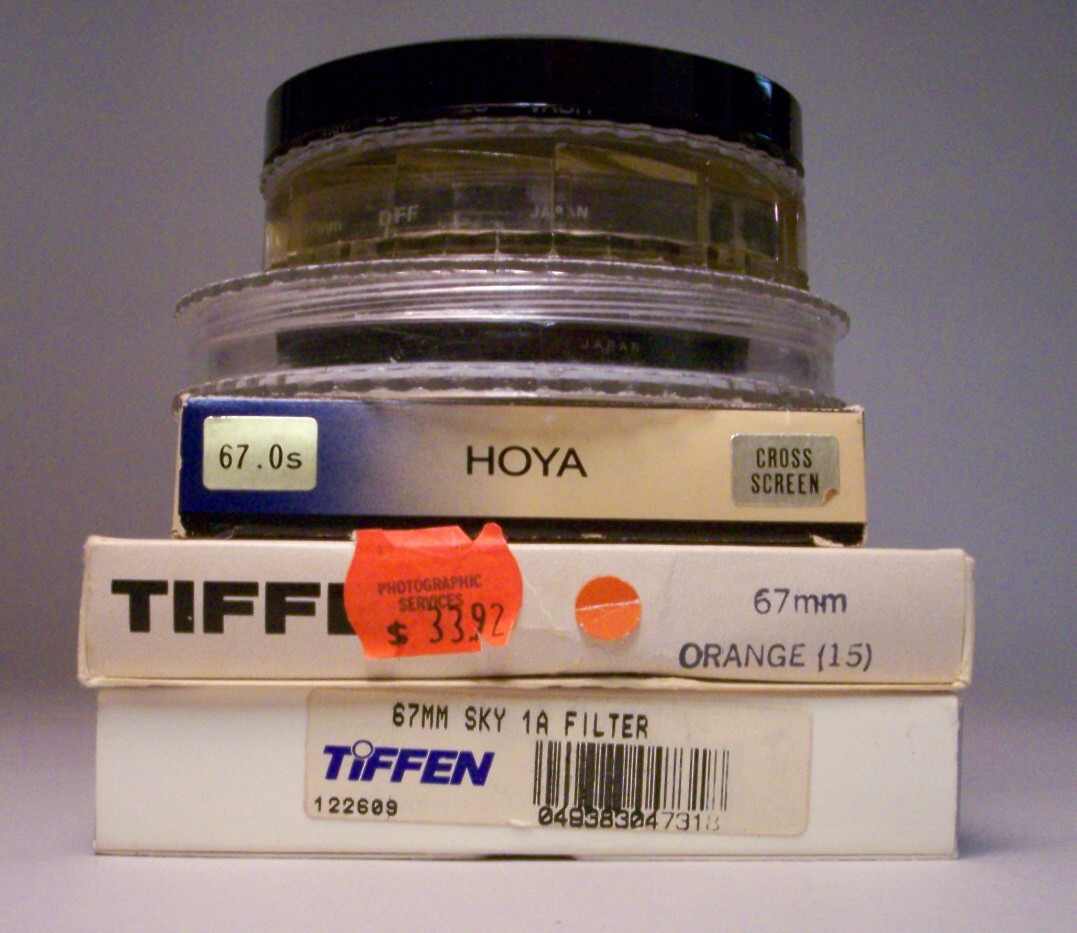 DFF JAPAN
JAPAN
67.0s
HOYA
CROSS
SCREEN
TIFF
PHOTOGRAPHIC
SERVICES
$ 33.92
67mm
ORANGE (15)
67MM SKY 1A FILTER
TIFFEN
122609
049383047318